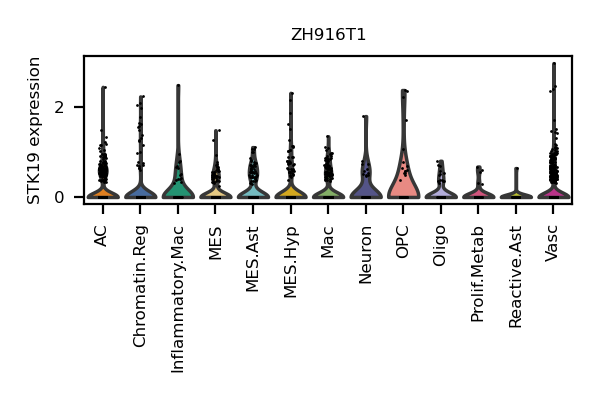 ZH916T1
STK19 expression
2
0
AC
Chromatin.Reg
Inflammatory.Mac
MES
MES.Ast
MES.Hyp
Mac
Neuron
OPC
Oligo
Prolif.Metab
Reactive.Ast
Vasc